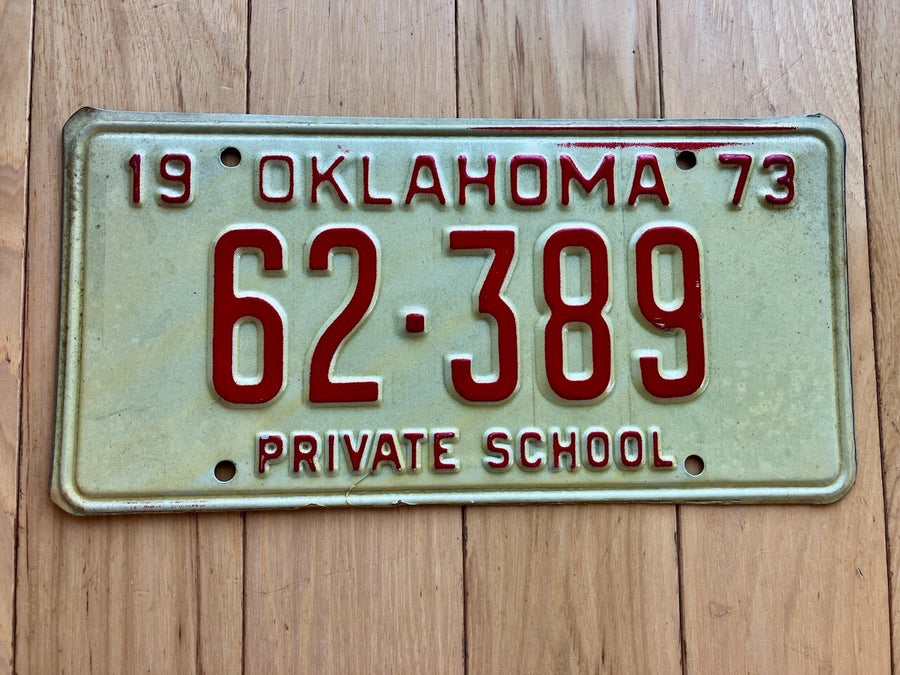 19 OKLAHOMA 73
62·389
PRIVATE SCHOOL